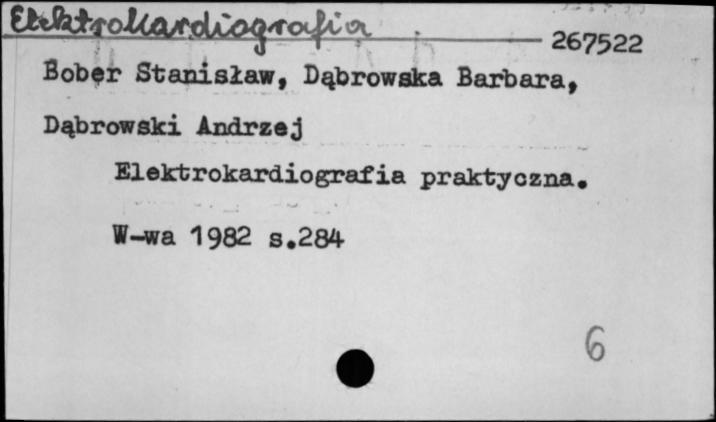 Elektrokardiografia
267522
Bober Stanisław, Dąbrowska Barbara,
Dąbrowski Andrzej
Elektrokardiografia praktyczna.
W-wa 1982 s.284
6